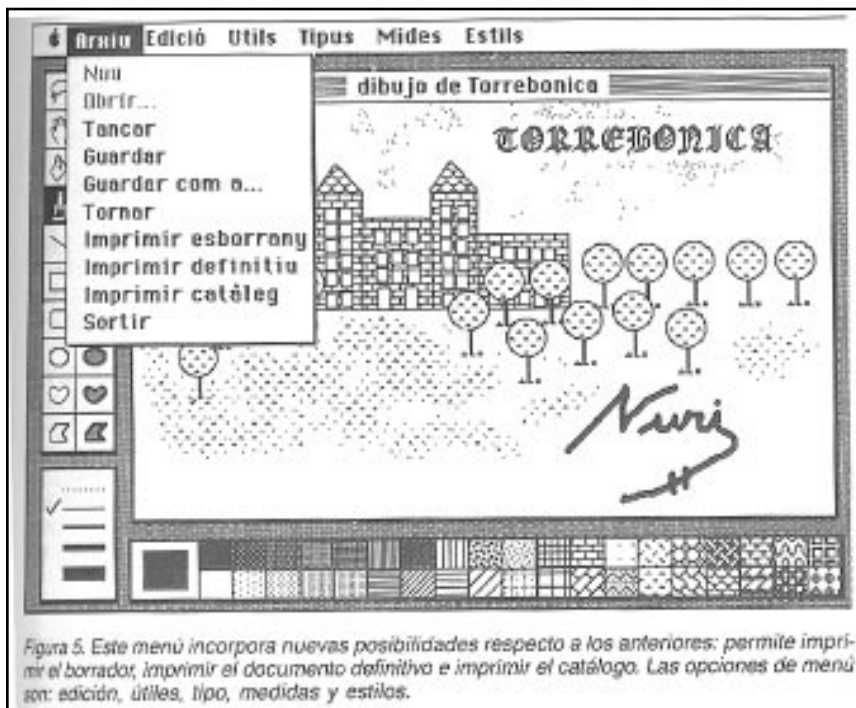 Arxiu Edició Utils Tipus Mides Estils
Nou
Obrir...
Tancar
Guardar
Guardar com a...
Tornar
Imprimir esborrany
Imprimir definitiu
Imprimir catàleg
Sortir
dibujo de Torrebonica
TORREBONICA
Nuri
Figura 5. Este menú incorpora nuevas posibilidades respecto a los anteriores: permite impri-
mir el borrador, imprimir el documento definitivo e imprimir el catálogo. Las opciones de menú
son: edición, útiles, tipo, medidas y estilos.